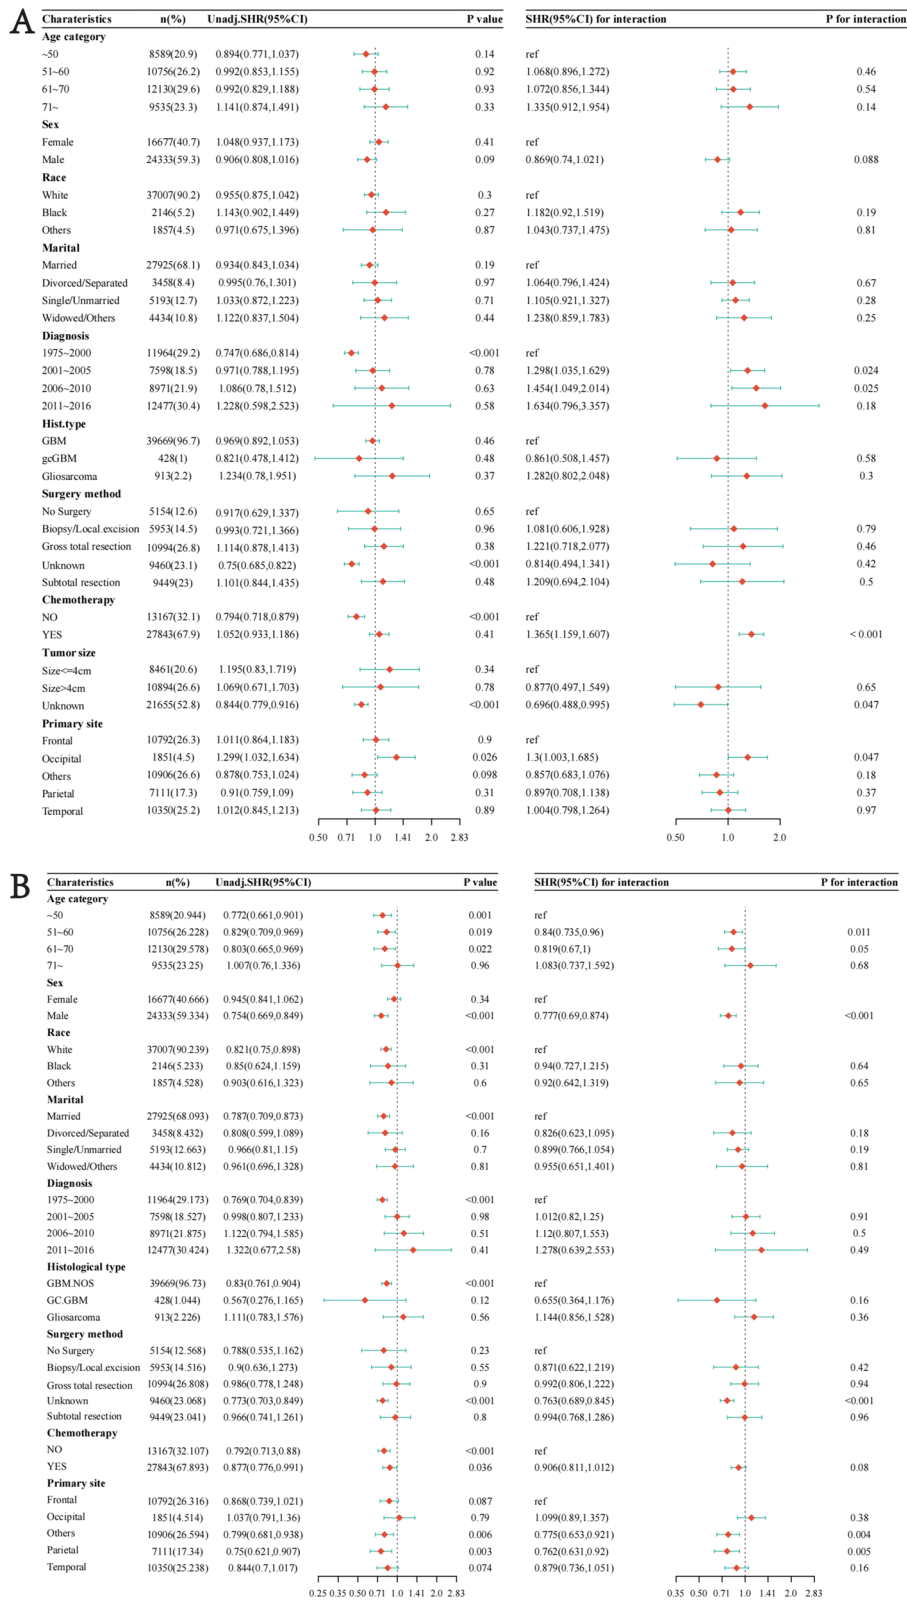 A
Charateristics n(%) Unadj.SHR(95%CI) P value SHR(95%CI) for interaction P for interaction
Age category
~50 8589(20.9) 0.894(0.771,1.037) 0.14 ref
51~60 10756(26.2) 0.992(0.853,1.155) 0.92 1.068(0.896,1.272) 0.46
61~70 12130(29.6) 0.992(0.829,1.188) 0.93 1.072(0.856,1.344) 0.54
71~ 9535(23.3) 1.141(0.874,1.491) 0.33 1.335(0.912,1.954) 0.14
Sex
Female 16677(40.7) 1.048(0.937,1.173) 0.41 ref
Male 24333(59.3) 0.906(0.808,1.016) 0.09 0.869(0.74,1.021) 0.088
Race
White 37007(90.2) 0.955(0.875,1.042) 0.3 ref
Black 2146(5.2) 1.143(0.902,1.449) 0.27 1.182(0.92,1.519) 0.19
Others 1857(4.5) 0.971(0.675,1.396) 0.87 1.043(0.737,1.475) 0.81
Marital
Married 27925(68.1) 0.934(0.843,1.034) 0.19 ref
Divorced/Separated 3458(8.4) 0.995(0.76,1.301) 0.97 1.064(0.796,1.424) 0.67
Single/Unmarried 5193(12.7) 1.033(0.872,1.223) 0.71 1.105(0.921,1.327) 0.28
Widowed/Others 4434(10.8) 1.122(0.837,1.504) 0.44 1.238(0.859,1.783) 0.25
Diagnosis
1975~2000 11964(29.2) 0.747(0.686,0.814) <0.001 ref
2001~2005 7598(18.5) 0.971(0.788,1.195) 0.78 1.298(1.035,1.629) 0.024
2006~2010 8971(21.9) 1.086(0.78,1.512) 0.63 1.454(1.049,2.014) 0.025
2011~2016 12477(30.4) 1.228(0.598,2.523) 0.58 1.634(0.796,3.357) 0.18
Hist.type
GBM 39669(96.7) 0.969(0.892,1.053) 0.46 ref
gcGBM 428(1) 0.821(0.478,1.412) 0.48 0.861(0.508,1.457) 0.58
Gliosarcoma 913(2.2) 1.234(0.78,1.951) 0.37 1.282(0.802,2.048) 0.3
Surgery method
No Surgery 5154(12.6) 0.917(0.629,1.337) 0.65 ref
Biopsy/Local.excision 5953(14.5) 0.993(0.721,1.366) 0.96 1.081(0.606,1.928) 0.79
Gross total resection 10994(26.8) 1.114(0.878,1.413) 0.38 1.221(0.718,2.077) 0.46
Unknown 9460(23.1) 0.75(0.685,0.822) <0.001 0.814(0.494,1.341) 0.42
Subtotal resection 9449(23) 1.101(0.844,1.435) 0.48 1.209(0.694,2.104) 0.5
Chemotherapy
NO 13167(32.1) 0.794(0.718,0.879) <0.001 ref
YES 27843(67.9) 1.052(0.933,1.186) 0.41 1.365(1.159,1.607) < 0.001
Tumor size
Size<=4cm 8461(20.6) 1.195(0.83,1.719) 0.34 ref
Size>4cm 10894(26.6) 1.069(0.671,1.703) 0.78 0.877(0.497,1.549) 0.65
Unknown 21655(52.8) 0.844(0.779,0.916) <0.001 0.696(0.488,0.995) 0.047
Primary site
Frontal 10792(26.3) 1.011(0.864,1.183) 0.9 ref
Occipital 1851(4.5) 1.299(1.032,1.634) 0.026 1.3(1.003,1.685) 0.047
Others 10906(26.6) 0.878(0.753,1.024) 0.098 0.857(0.683,1.076) 0.18
Parietal 7111(17.3) 0.91(0.759,1.09) 0.31 0.897(0.708,1.138) 0.37
Temporal 10350(25.2) 1.012(0.845,1.213) 0.89 1.004(0.798,1.264) 0.97
0.50 0.71 1.0 1.41 2.0 2.83 0.50 1.0 2.0
B
Charateristics n(%) Unadj.SHR(95%CI) P value SHR(95%CI) for interaction P for interaction
Age category
~50 8589(20.944) 0.772(0.661,0.901) 0.001 ref
51~60 10756(26.228) 0.829(0.709,0.969) 0.019 0.84(0.735,0.96) 0.011
61~70 12130(29.578) 0.803(0.665,0.969) 0.022 0.819(0.67,1) 0.05
71~ 9535(23.25) 1.007(0.76,1.336) 0.96 1.083(0.737,1.592) 0.68
Sex
Female 16677(40.666) 0.945(0.841,1.062) 0.34 ref
Male 24333(59.334) 0.754(0.669,0.849) <0.001 0.777(0.69,0.874) <0.001
Race
White 37007(90.239) 0.821(0.75,0.898) <0.001 ref
Black 2146(5.233) 0.85(0.624,1.159) 0.31 0.94(0.727,1.215) 0.64
Others 1857(4.528) 0.903(0.616,1.323) 0.6 0.92(0.642,1.319) 0.65
Marital
Married 27925(68.093) 0.787(0.709,0.873) <0.001 ref
Divorced/Separated 3458(8.432) 0.808(0.599,1.089) 0.16 0.826(0.623,1.095) 0.18
Single/Unmarried 5193(12.663) 0.966(0.81,1.15) 0.7 0.899(0.766,1.054) 0.19
Widowed/Others 4434(10.812) 0.961(0.696,1.328) 0.81 0.955(0.651,1.401) 0.81
Diagnosis
1975~2000 11964(29.173) 0.769(0.704,0.839) <0.001 ref
2001~2005 7598(18.527) 0.998(0.807,1.233) 0.98 1.012(0.82,1.25) 0.91
2006~2010 8971(21.875) 1.122(0.794,1.585) 0.51 1.12(0.807,1.553) 0.5
2011~2016 12477(30.424) 1.322(0.677,2.58) 0.41 1.278(0.639,2.553) 0.49
Histological type
GBM.NOS 39669(96.73) 0.83(0.761,0.904) <0.001 ref
GC.GBM 428(1.044) 0.567(0.276,1.165) 0.12 0.655(0.364,1.176) 0.16
Gliosarcoma 913(2.226) 1.111(0.783,1.576) 0.56 1.144(0.856,1.528) 0.36
Surgery method
No Surgery 5154(12.568) 0.788(0.535,1.162) 0.23 ref
Biopsy/Local.excision 5953(14.516) 0.9(0.636,1.273) 0.55 0.871(0.622,1.219) 0.42
Gross total resection 10994(26.808) 0.986(0.778,1.248) 0.9 0.992(0.806,1.222) 0.94
Unknown 9460(23.068) 0.773(0.703,0.849) <0.001 0.763(0.689,0.845) <0.001
Subtotal resection 9449(23.041) 0.966(0.741,1.261) 0.8 0.994(0.768,1.286) 0.96
Chemotherapy
NO 13167(32.107) 0.792(0.713,0.88) <0.001 ref
YES 27843(67.893) 0.877(0.776,0.991) 0.036 0.906(0.811,1.012) 0.08
Primary site
Frontal 10792(26.316) 0.868(0.739,1.021) 0.087 ref
Occipital 1851(4.514) 1.037(0.791,1.36) 0.79 1.099(0.89,1.357) 0.38
Others 10906(26.594) 0.799(0.681,0.938) 0.006 0.775(0.653,0.921) 0.004
Parietal 7111(17.34) 0.75(0.621,0.907) 0.003 0.762(0.631,0.92) 0.005
Temporal 10350(25.238) 0.844(0.7,1.017) 0.074 0.879(0.736,1.051) 0.16
0.25 0.35 0.50 0.71 1.0 1.41 2.0 2.83 0.35 0.50 0.71 1.0 1.41 2.0 2.83